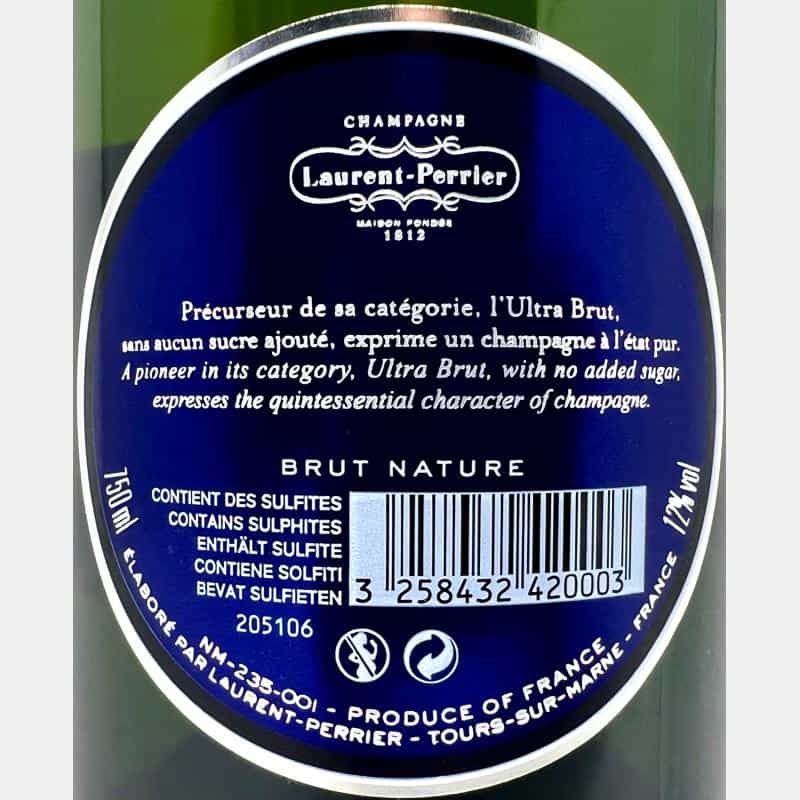 CHAMPAGNE
Laurent-Perrier
MAISON FONDÉE
1812
Précurseur de sa catégorie, l'Ultra Brut,
sans aucun sucre ajouté, exprime un champagne à l'état pur.
A pioneer in its category, Ultra Brut, with no added sugar,
expresses the quintessential character of champagne.
BRUT NATURE
750 ml
12% vol
CONTIENT DES SULFITES
CONTAINS SULPHITES
ENTHÄLT SULFITE
CONTIENE SOLFITI
BEVAT SULFIETEN
3 258432 420003
205106
NM-235-001 - PRODUCE OF FRANCE
ÉLABORÉ PAR LAURENT-PERRIER - TOURS-SUR-MARNE - FRANCE